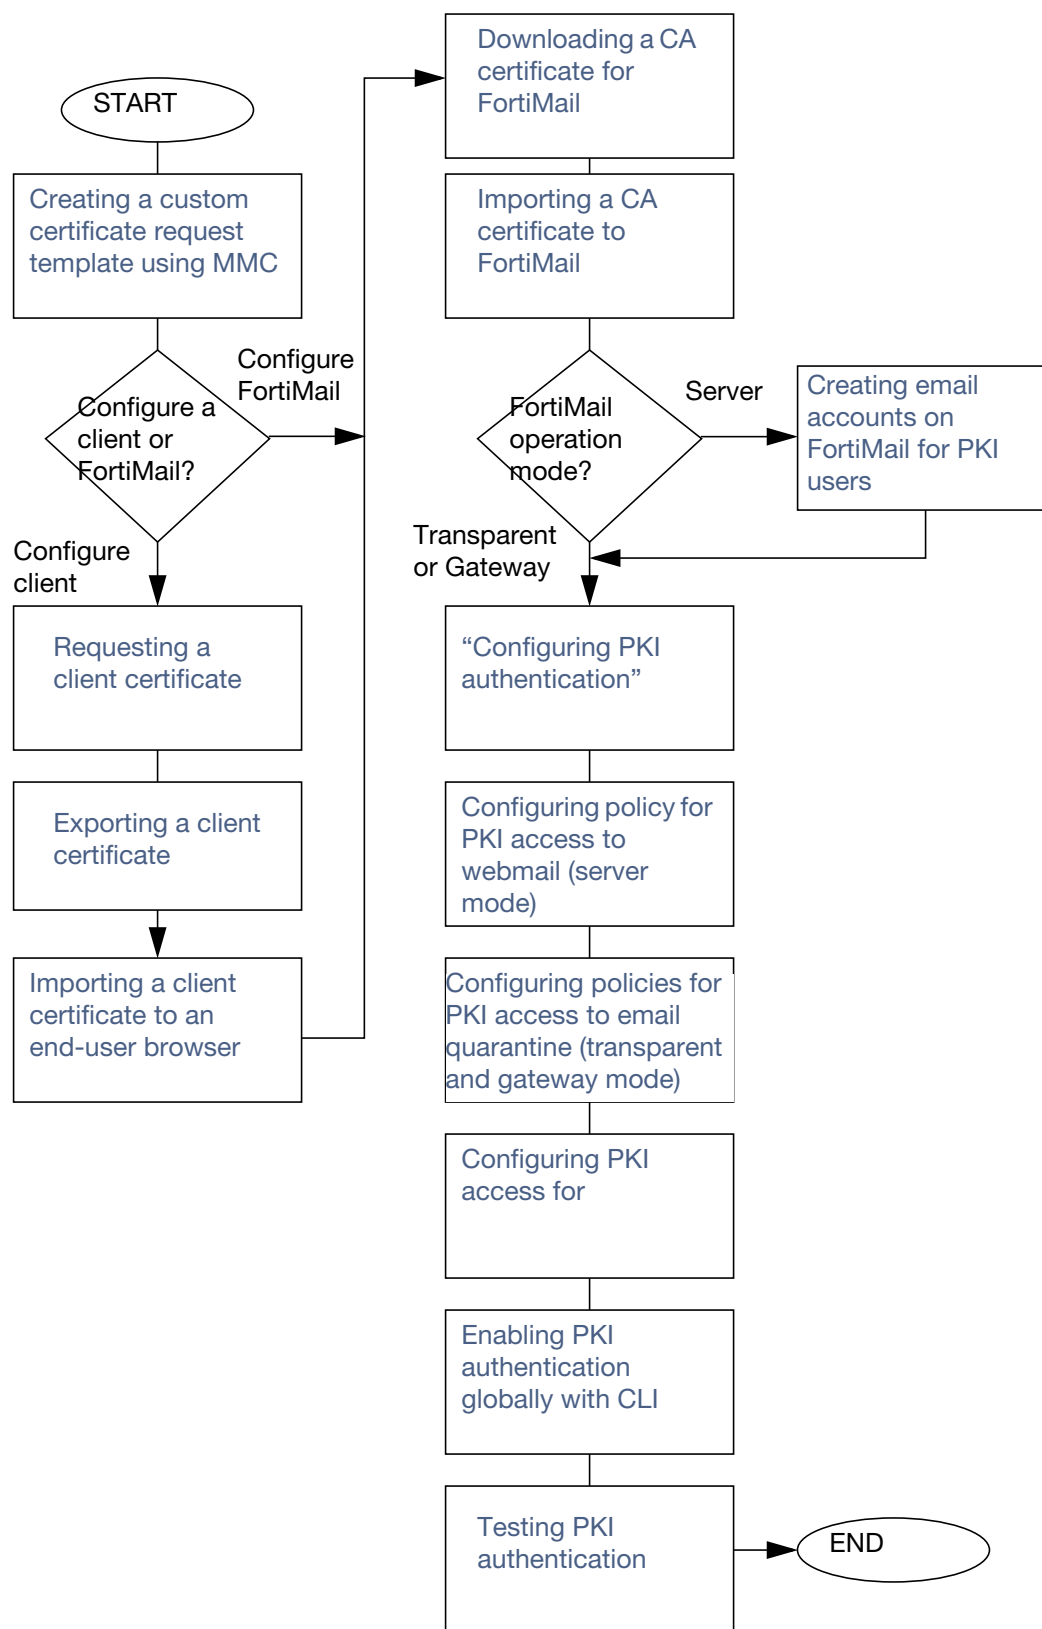 START
Creating a custom
certificate request
template using MMC
Configure a
client or
FortiMail?
Configure
FortiMail
Configure
client
Requesting a
client certificate
Exporting a client
certificate
Importing a client
certificate to an
end-user browser
Downloading a CA
certificate for
FortiMail
Importing a CA
certificate to
FortiMail
FortiMail
operation
mode?
Server
Creating email
accounts on
FortiMail for PKI
users
Transparent
or Gateway
“Configuring PKI
authentication”
Configuring policy for
PKI access to
webmail (server
mode)
Configuring policies for
PKI access to email
quarantine (transparent
and gateway mode)
Configuring PKI
access for
Enabling PKI
authentication
globally with CLI
Testing PKI
authentication
END